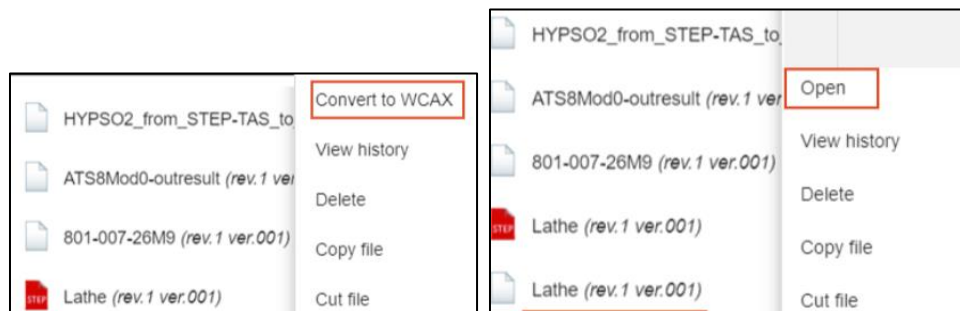 HYPSO2_from_STEP-TAS_to
ATS8Mod0-outresult (rev.1 ver
801-007-26M9 (rev.1 ver.001)
STEP Lathe (rev.1 ver.001)
Convert to WCAX
View history
Delete
Copy file
Cut file
HYPSO2_from_STEP-TAS_to_
ATS8Mod0-outresult (rev.1 ver
801-007-26M9 (rev.1 ver.001)
STEP Lathe (rev.1 ver.001)
Lathe (rev.1 ver.001)
Open
View history
Delete
Copy file
Cut file